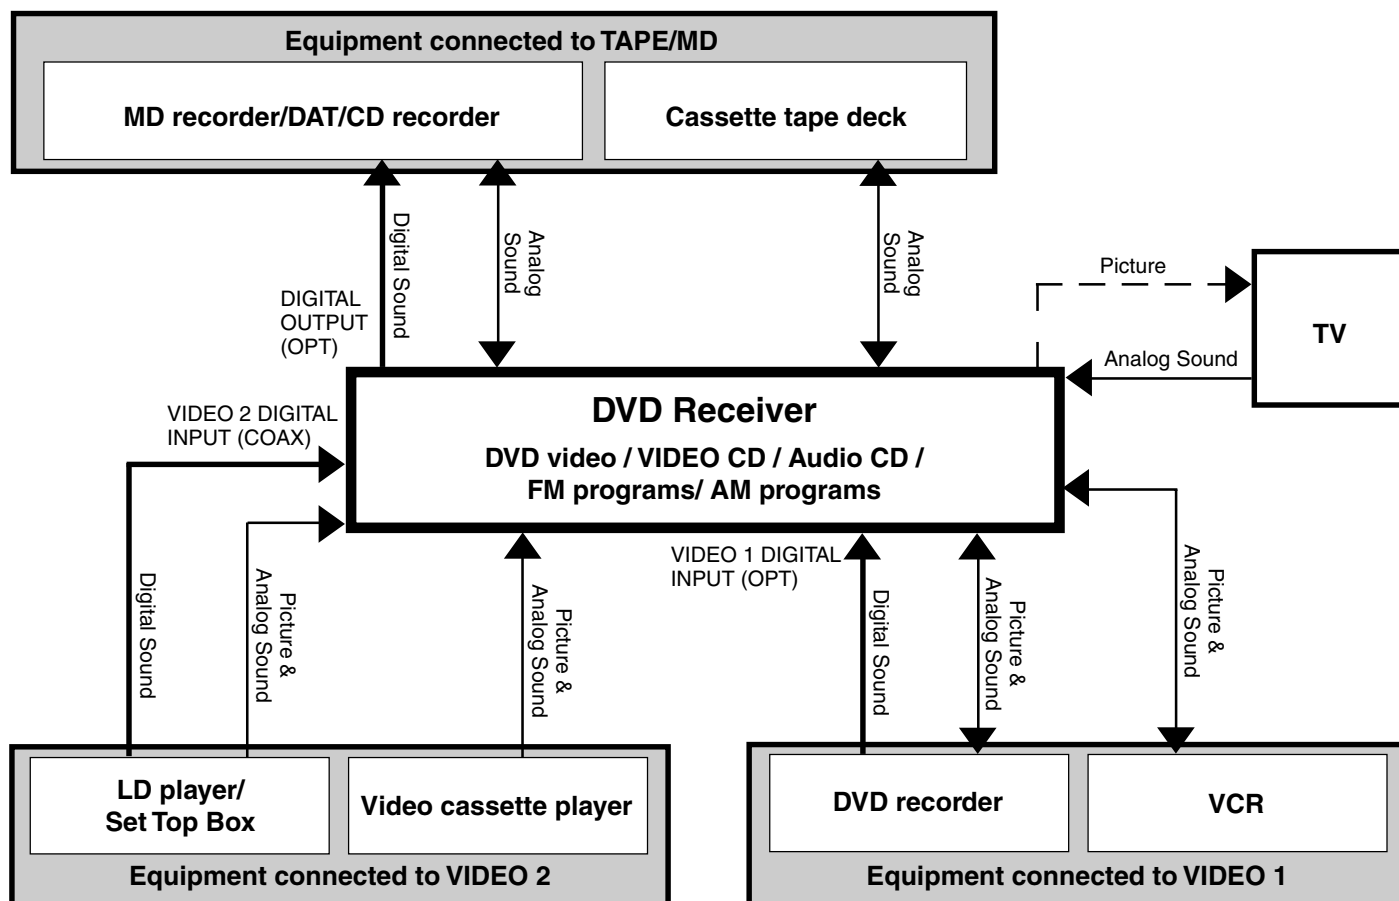 Equipment connected to TAPE/MD
MD recorder/DAT/CD recorder
Cassette tape deck
Digital Sound
Analog
Sound
Analog
Sound
DIGITAL
OUTPUT
(OPT)
Picture
TV
Analog Sound
DVD Receiver
DVD video / VIDEO CD / Audio CD /
FM programs/ AM programs
VIDEO 2 DIGITAL
INPUT (COAX)
VIDEO 1 DIGITAL
INPUT (OPT)
Digital Sound
Picture &
Analog Sound
Picture &
Analog Sound
Digital Sound
Picture &
Analog Sound
Picture &
Analog Sound
LD player/
Set Top Box
Video cassette player
Equipment connected to VIDEO 2
DVD recorder
VCR
Equipment connected to VIDEO 1